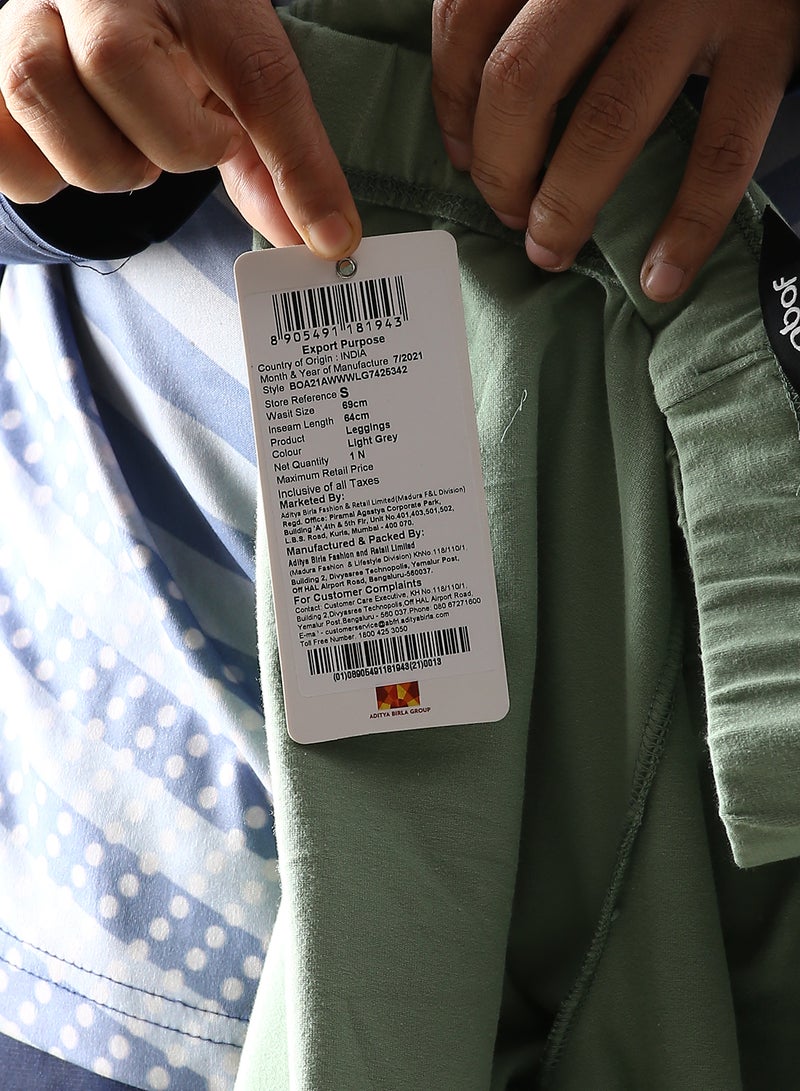 8 905491 181943
Export Purpose
Country of Origin : INDIA
Month & Year of Manufacture 7/2021
Style BOA21AWWWLG7425342
Store Reference S
Wasit Size 69cm
Inseam Length 64cm
Product Leggings
Colour Light Grey
Net Quantity 1 N
Maximum Retail Price
Inclusive of all Taxes
Marketed By:
Aditya Birla Fashion & Retail Limited(Madura F&L Division)
Regd. Office: Piramal Agastya Corporate Park,
Building 'A',4th & 5th Flr, Unit No.401,403,501,502,
L.B.S. Road, Kurla, Mumbai - 400 070.
Manufactured & Packed By:
Aditya Birla Fashion and Retail Limited
(Madura Fashion & Lifestyle Division) KHNo.118/110/1.
Building 2, Divyasree Technopolis, Yemalur Post,
Off HAL Airport Road, Bengaluru-560037.
For Customer Complaints
Contact: Customer Care Executive, KH No.118/110/1.
Building 2,Divyasree Technopolis,Off HAL Airport Road,
Yemalur Post,Bengaluru - 560 037 Phone: 080 67271600
E-mail - customerservice@abfrl.adityabirla.com
Toll Free Number. 1800 425 3050
(01)08905491181943(21)0013
ADITYA BIRLA GROUP
abof